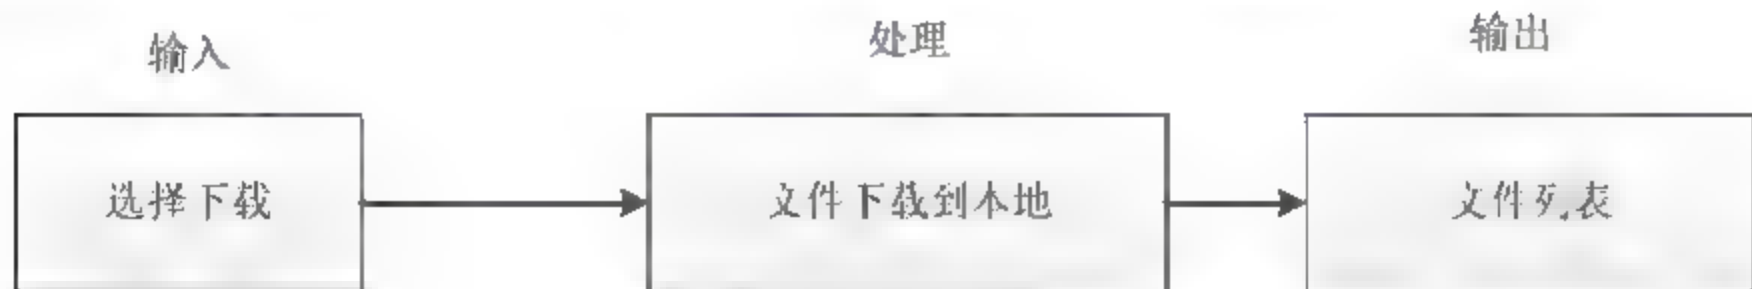 输入
处理
输出
选择下载
文件下载到本地
文件列表